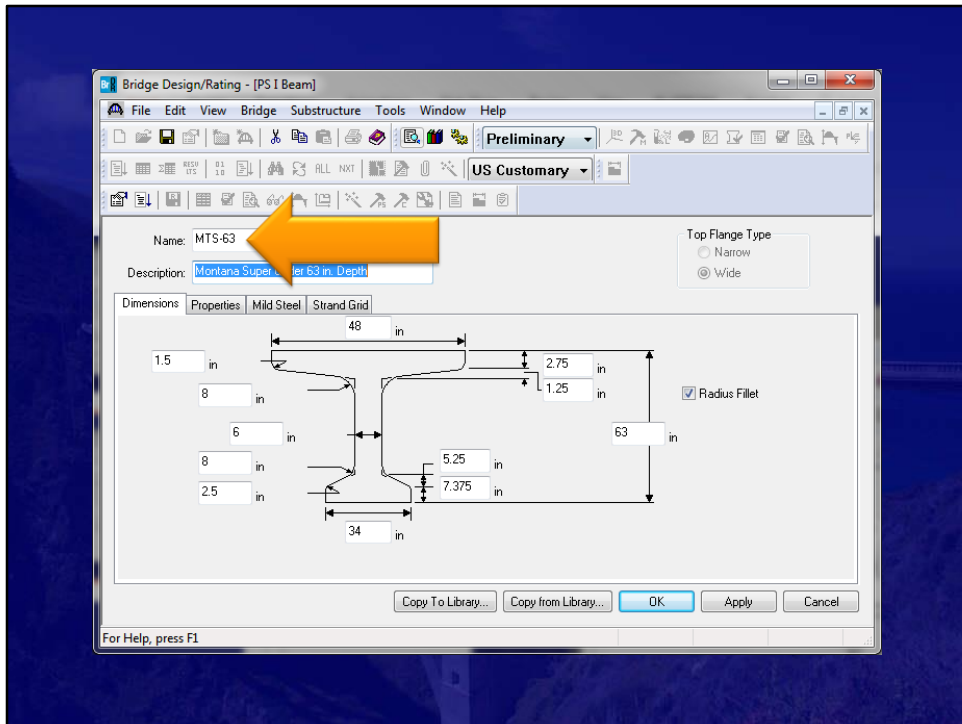 Bridge Design/Rating - [PS I Beam]
File Edit View Bridge Substructure Tools Window Help
Preliminary
ALL NXT US Customary
Name: MTS-63
Top Flange Type
Narrow
Description: Montana Super der 63 in. Depth
Wide
Dimensions Properties Mild Steel Strand Grid
48 in
1.5 in
2.75 in
8 in
1.25 in
Radius Fillet
6 in
63 in
8 in
5.25 in
2.5 in
7.375 in
34 in
Copy To Library... Copy from Library... OK Apply Cancel
For Help, press F1